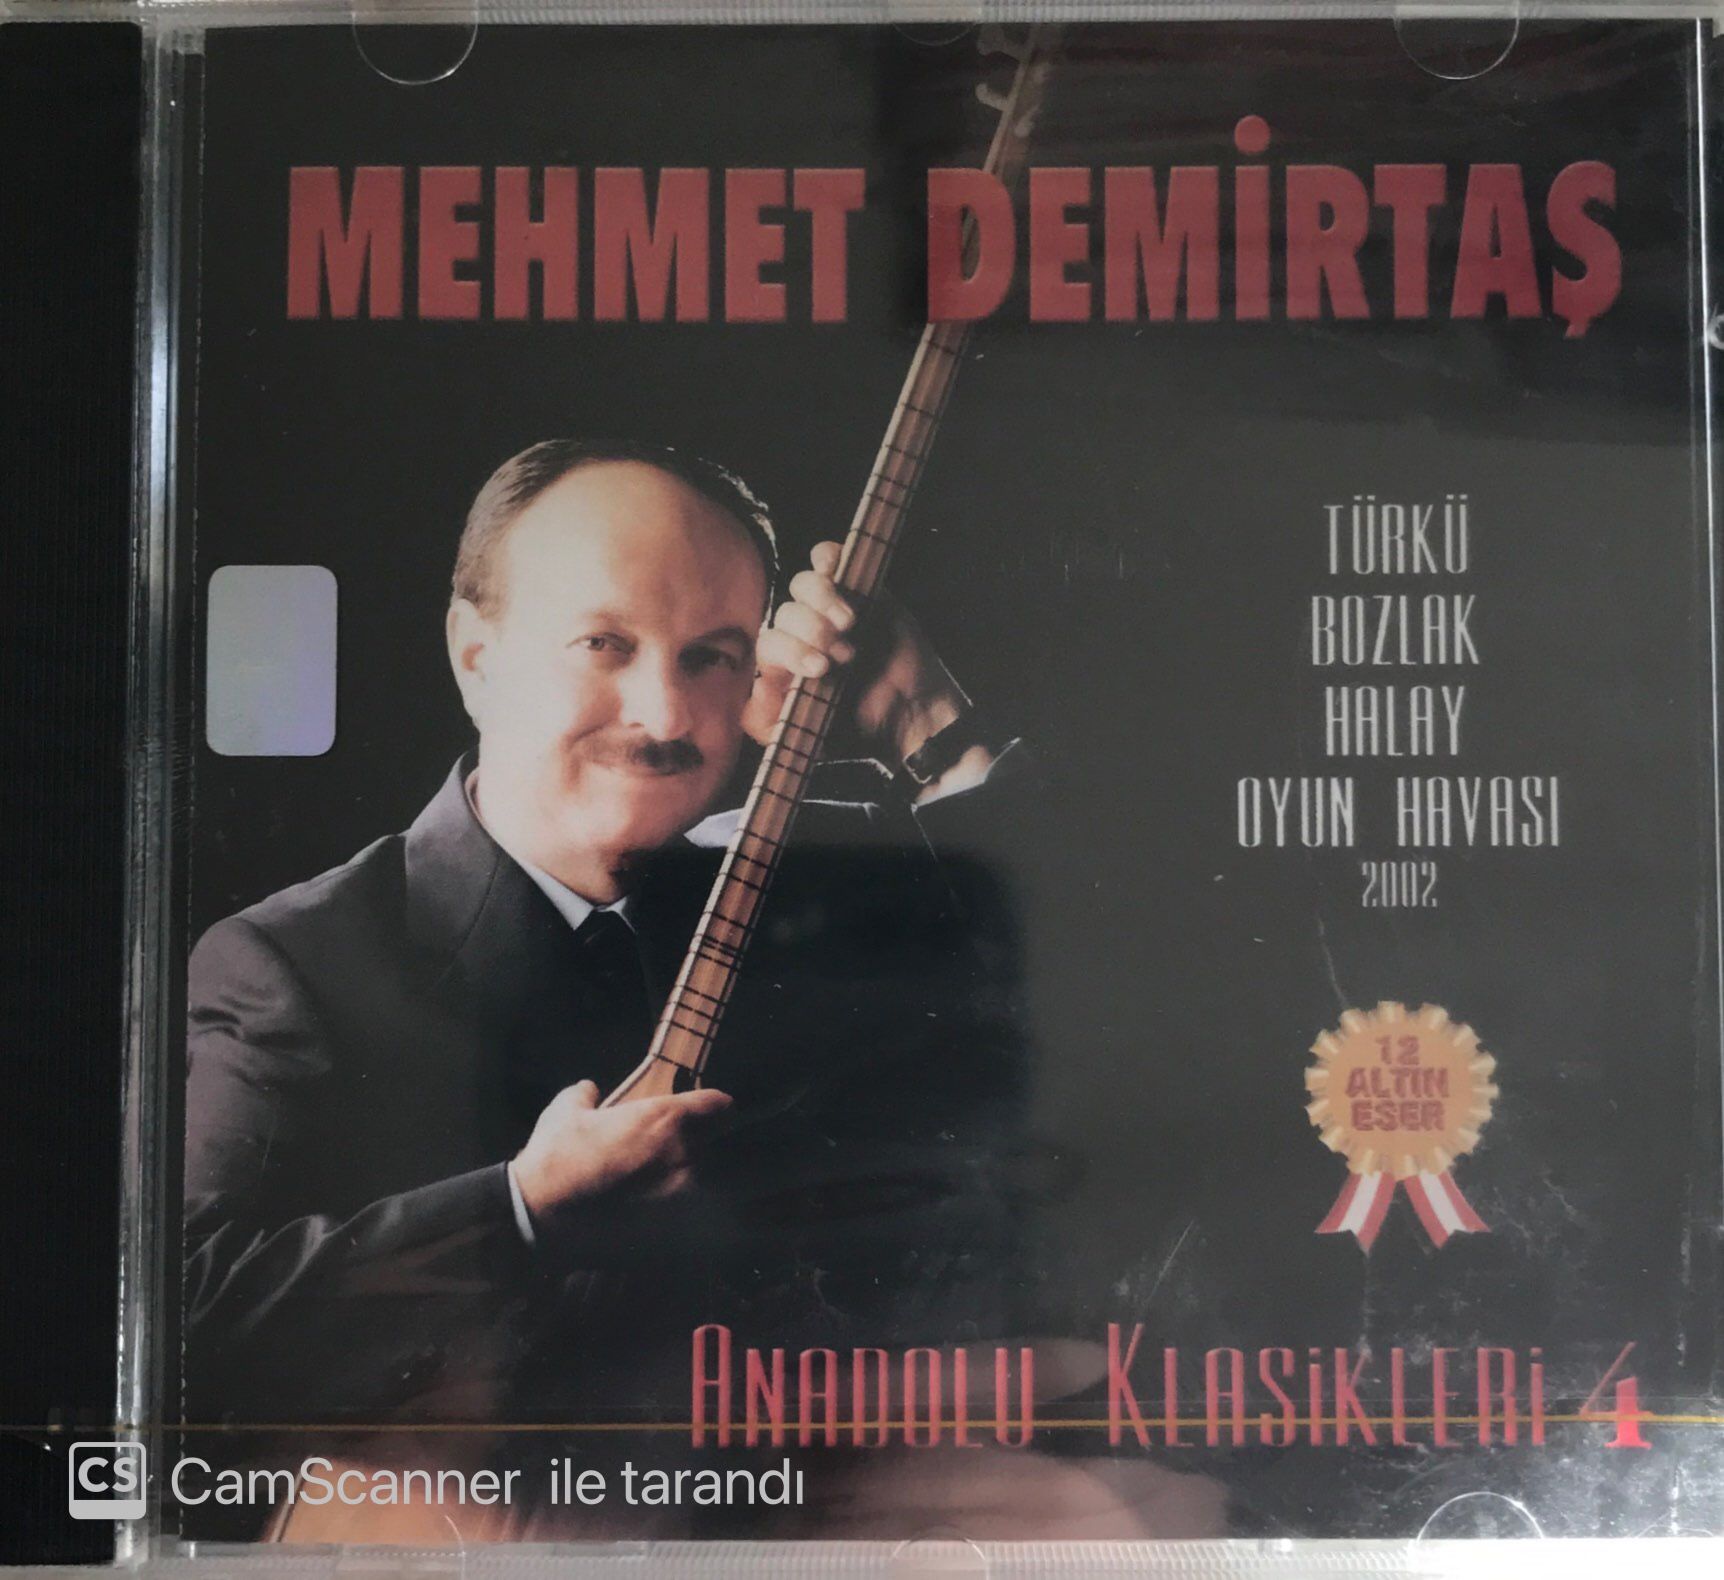 MEHMET DEMİRTAŞ
TÜRKÜ
BOZLAK
HALAY
OYUN HAVASI
2002
12
ALTIN
ESER
ANADOLU KLASİKLERİ 4
CS CamScanner ile tarandı